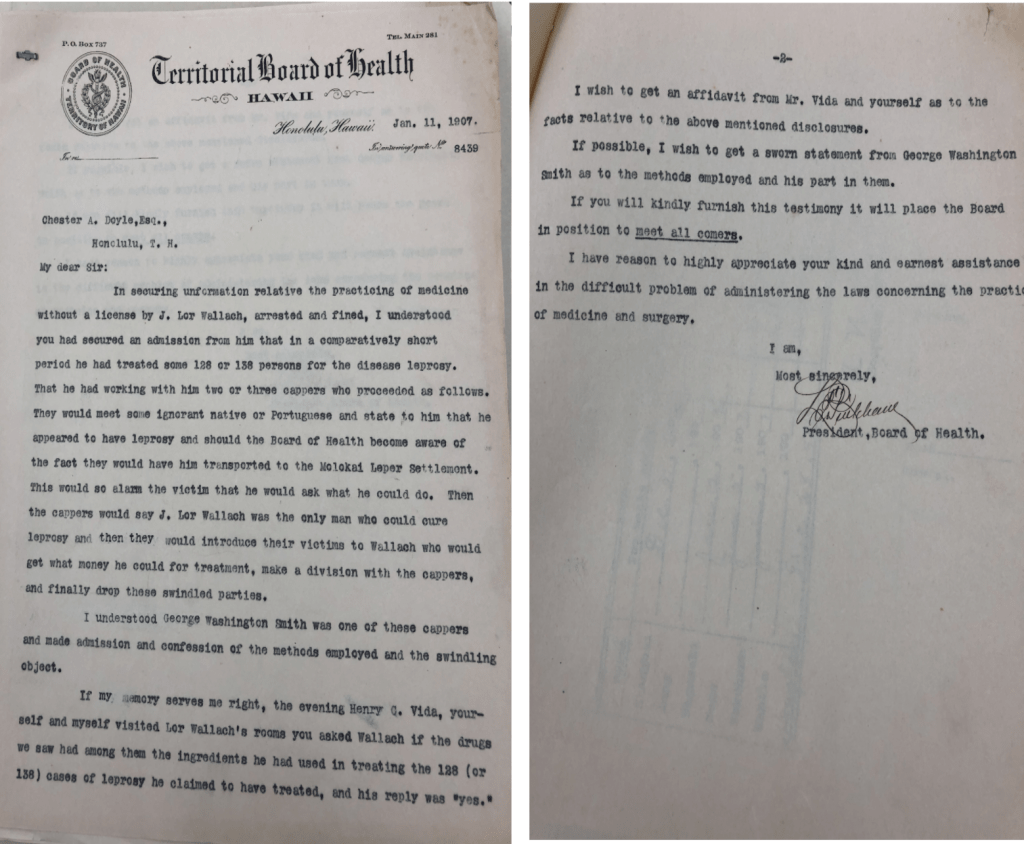 P. O. BOX 737
TEL. MAIN 281
BOARD OF HEALTH
TERRITORY OF HAWAII
Territorial Board of Health
HAWAII
Honolulu, Hawaii. Jan. 11, 1907.
In answering quote No 8439
Chester A. Doyle,Esq.,
Honolulu, T. H.
My dear Sir:
In securing unformation relative the practicing of medicine
without a license by J. Lor Wallach, arrested and fined, I understood
you had secured an admission from him that in a comparatively short
period he had treated some 128 or 138 persons for the disease leprosy.
That he had working with him two or three cappers who proceeded as follows.
They would meet some ignorant native or Portuguese and state to him that he
appeared to have leprosy and should the Board of Health become aware of
the fact they would have him transported to the Molokai Leper Settlement.
This would so alarm the victim that he would ask what he could do. Then
the cappers would say J. Lor Wallach was the only man who could cure
leprosy and then they would introduce their victims to Wallach who would
get what money he could for treatment, make a division with the cappers,
and finally drop these swindled parties.
I understood George Washington Smith was one of these cappers
and made admission and confession of the methods employed and the swindling
object.
If my memory serves me right, the evening Henry C. Vida, your-
self and myself visited Lor Wallach's rooms you asked Wallach if the drugs
we saw had among them the ingredients he had used in treating the 128 (or
138) cases of leprosy he claimed to have treated, and his reply was "yes."
-2-
I wish to get an affidavit from Mr. Vida and yourself as to the
facts relative to the above mentioned disclosures.
If possible, I wish to get a sworn statement from George Washington
Smith as to the methods employed and his part in them.
If you will kindly furnish this testimony it will place the Board
in position to meet all comers.
I have reason to highly appreciate your kind and earnest assistance
in the difficult problem of administering the laws concerning the practic
of medicine and surgery.
I am,
Most sincerely,
President,Board of Health.